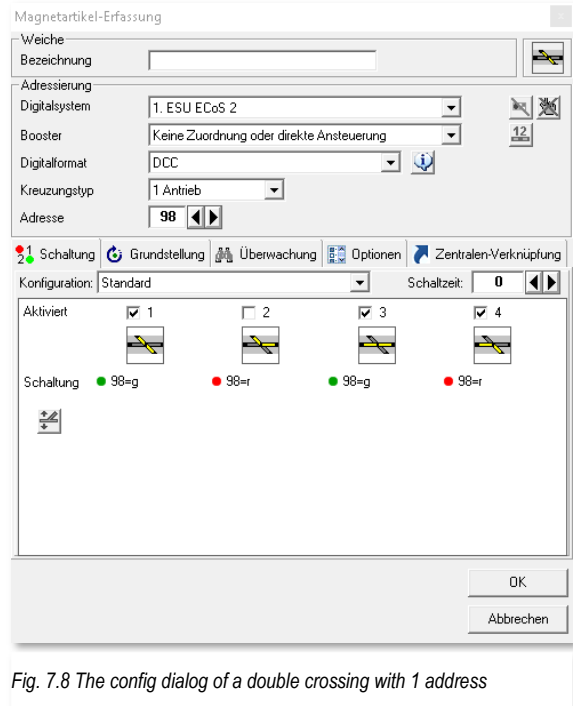 Magnetartikel-Erfassung
Weiche
Bezeichnung
Adressierung
Digitalsystem 1. ESU ECoS 2
Booster Keine Zuordnung oder direkte Ansteuerung 12
Digitalformat DCC
Kreuzungstyp 1 Antrieb
Adresse 98
1 2 Schaltung Grundstellung Überwachung Optionen Zentralen-Verknüpfung
Konfiguration: Standard Schaltzeit: 0
Aktiviert 1 2 3 4
Schaltung 98=g 98=r 98=g 98=r
OK
Abbrechen
Fig. 7.8 The config dialog of a double crossing with 1 address